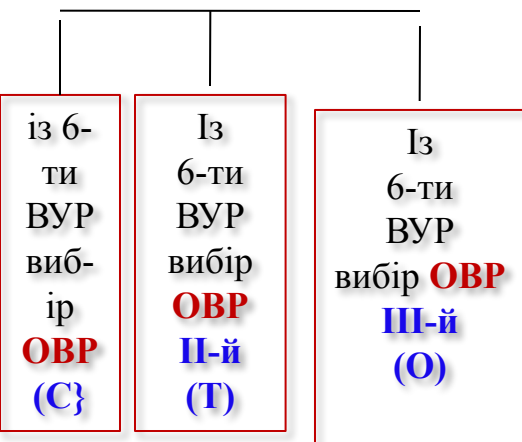 із 6-
ти
ВУР
виб-
ір
ОВР
(С}
Із
6-ти
ВУР
вибір
ОВР
ІІ-й
(Т)
Із
6-ти
ВУР
вибір ОВР
ІІІ-й
(О)